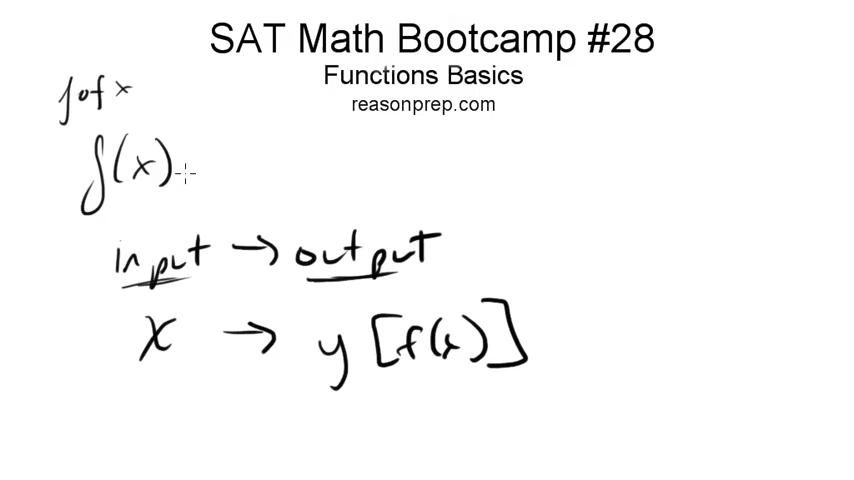 SAT Math Bootcamp #28
Functions Basics
reasonprep.com
f of x
f(x)
input → output
x → y [f(x)]